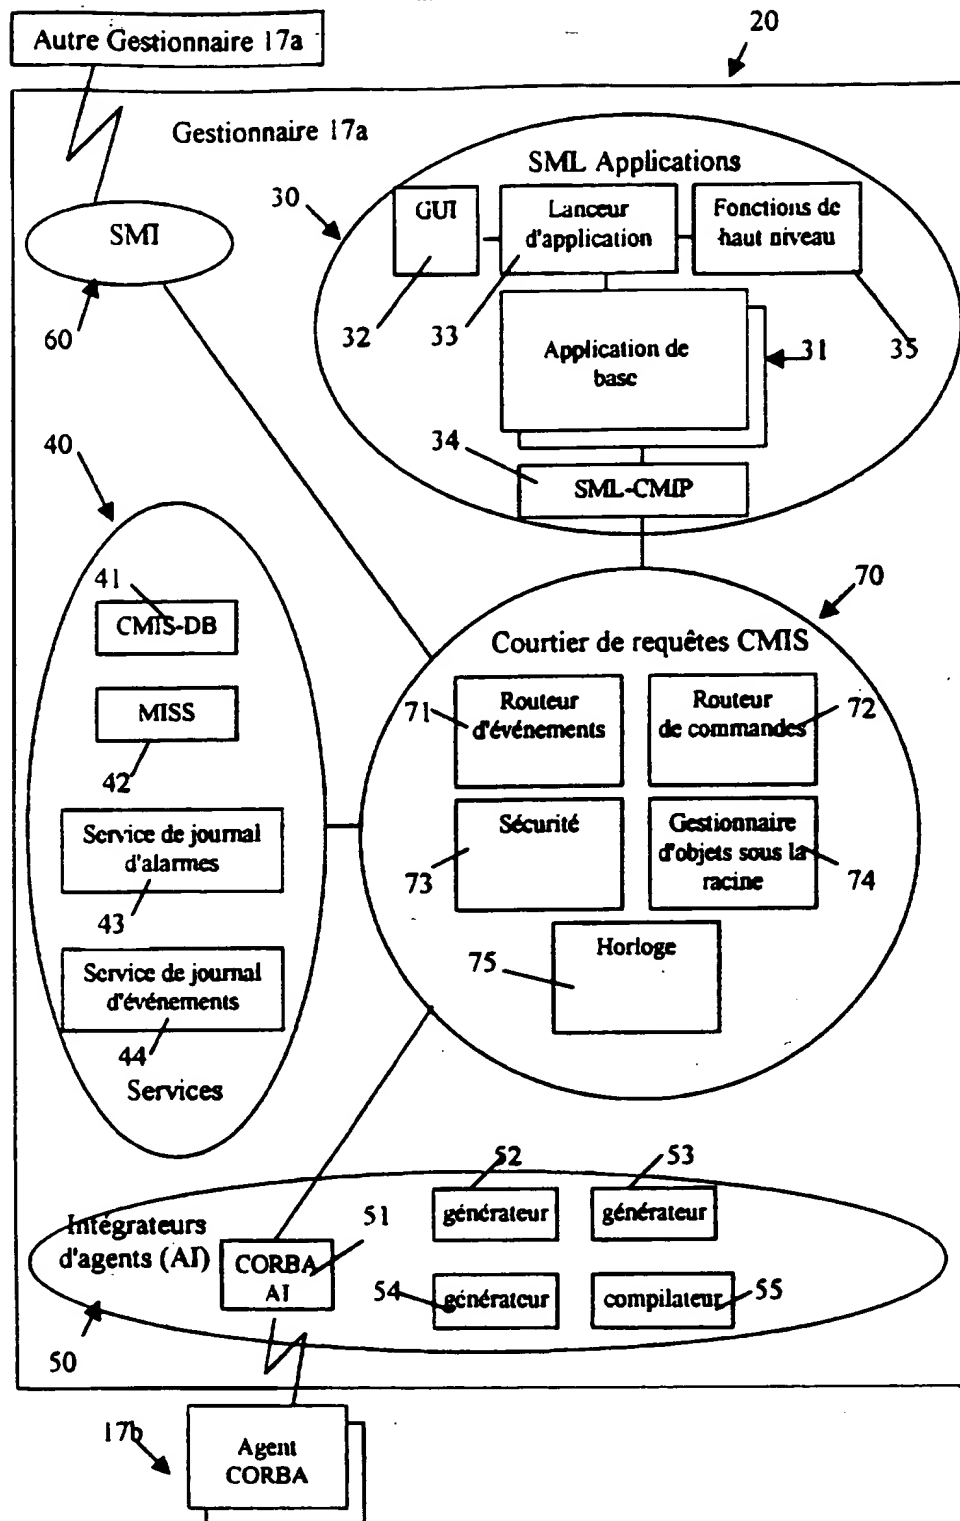 Autre Gestionnaire 17a
20
Gestionnaire 17a
SML Applications
30
GUI
Lanceur
d'application
Fonctions de
haut niveau
SMI
60
32
33
31
35
Application de
base
40
34
SML-CMIP
41
CMIS-DB
70
Courtier de requêtes CMIS
MISS
42
71
Routeur
d'événements
Routeur
de commandes
72
Service de journal
d'alarmes
43
Sécurité
73
Gestionnaire
d'objets sous la
racine
74
Service de journal
d'événements
44
Services
75
Horloge
52
53
Intégrateurs
d'agents (AI)
51
générateur
générateur
CORBA
AI
54
générateur
compilateur
55
50
17b
Agent
CORBA